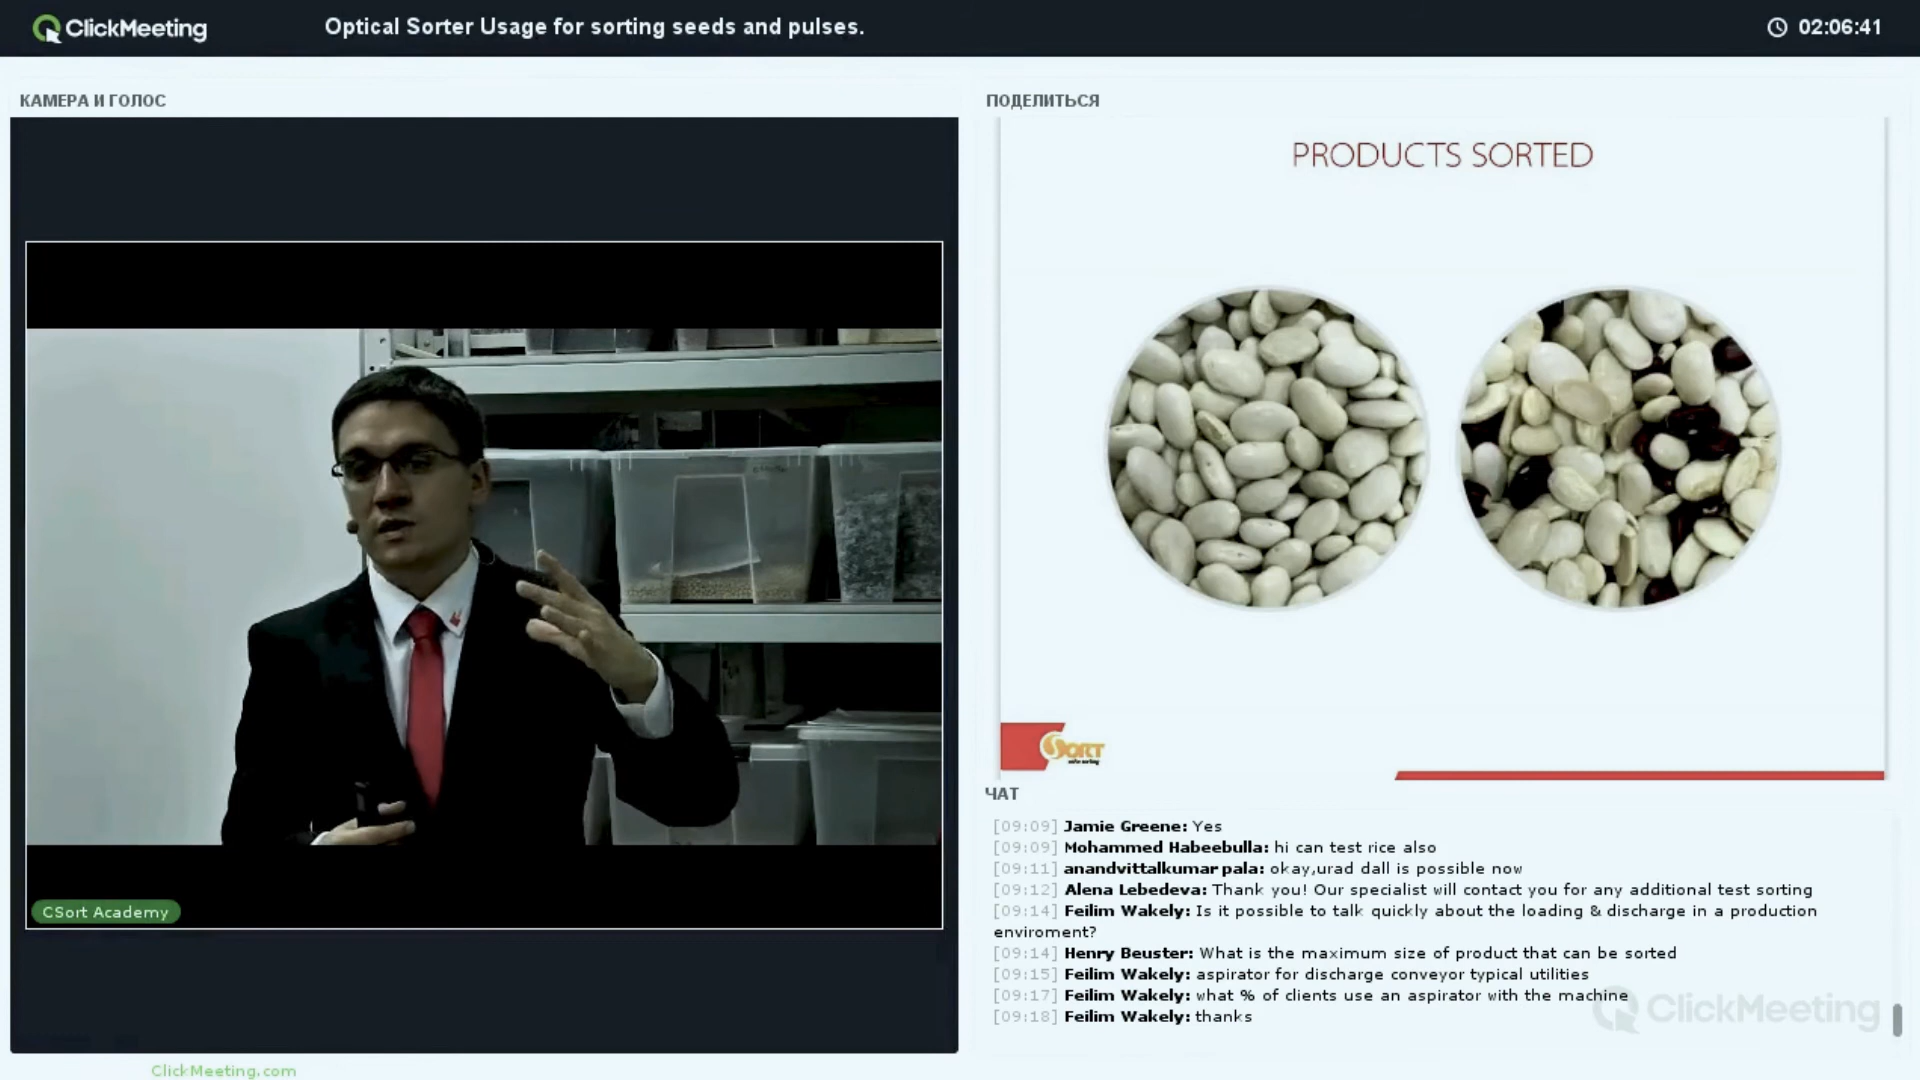 ClickMeeting
Optical Sorter Usage for sorting seeds and pulses.
02:06:41
КАМЕРА И ГОЛОС
CSort Academy
ClickMeeting.com
ПОДЕЛИТЬСЯ
PRODUCTS SORTED
SORT
ЧАТ
[09:09] Jamie Greene: Yes
[09:09] Mohammed Habeebulla: hi can test rice also
[09:11] anandvittalkumar pala: okay,urad dall is possible now
[09:12] Alena Lebedeva: Thank you! Our specialist will contact you for any additional test sorting
[09:14] Feilim Wakely: Is it possible to talk quickly about the loading & discharge in a production
enviroment?
[09:14] Henry Beuster: What is the maximum size of product that can be sorted
[09:15] Feilim Wakely: aspirator for discharge conveyor typical utilities
[09:17] Feilim Wakely: what % of clients use an aspirator with the machine
[09:18] Feilim Wakely: thanks
ClickMeeting